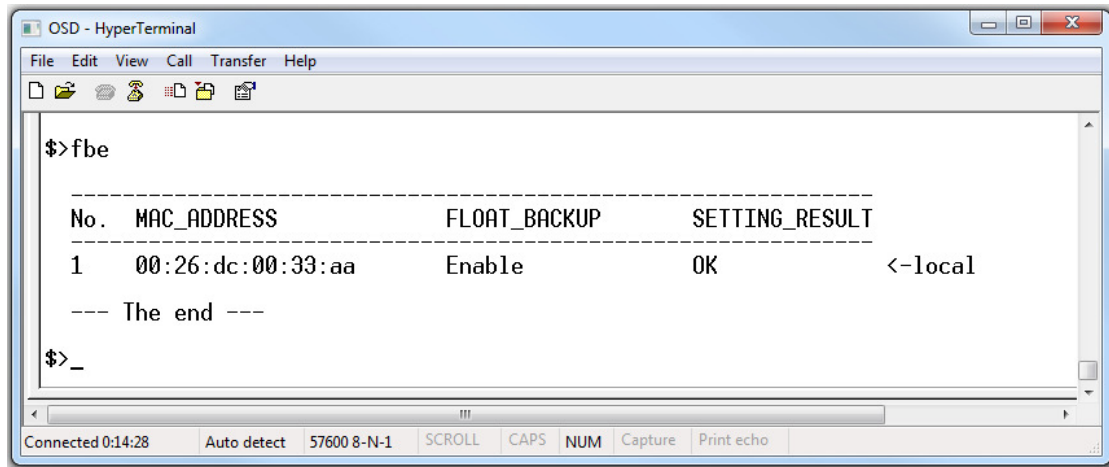 OSD - HyperTerminal
File Edit View Call Transfer Help
$>fbe
No. MAC_ADDRESS FLOAT_BACKUP SETTING_RESULT
1 00:26:dc:00:33:aa Enable OK <-local
--- The end ---
$>_
Connected 0:14:28 Auto detect 57600 8-N-1 SCROLL CAPS NUM Capture Print echo